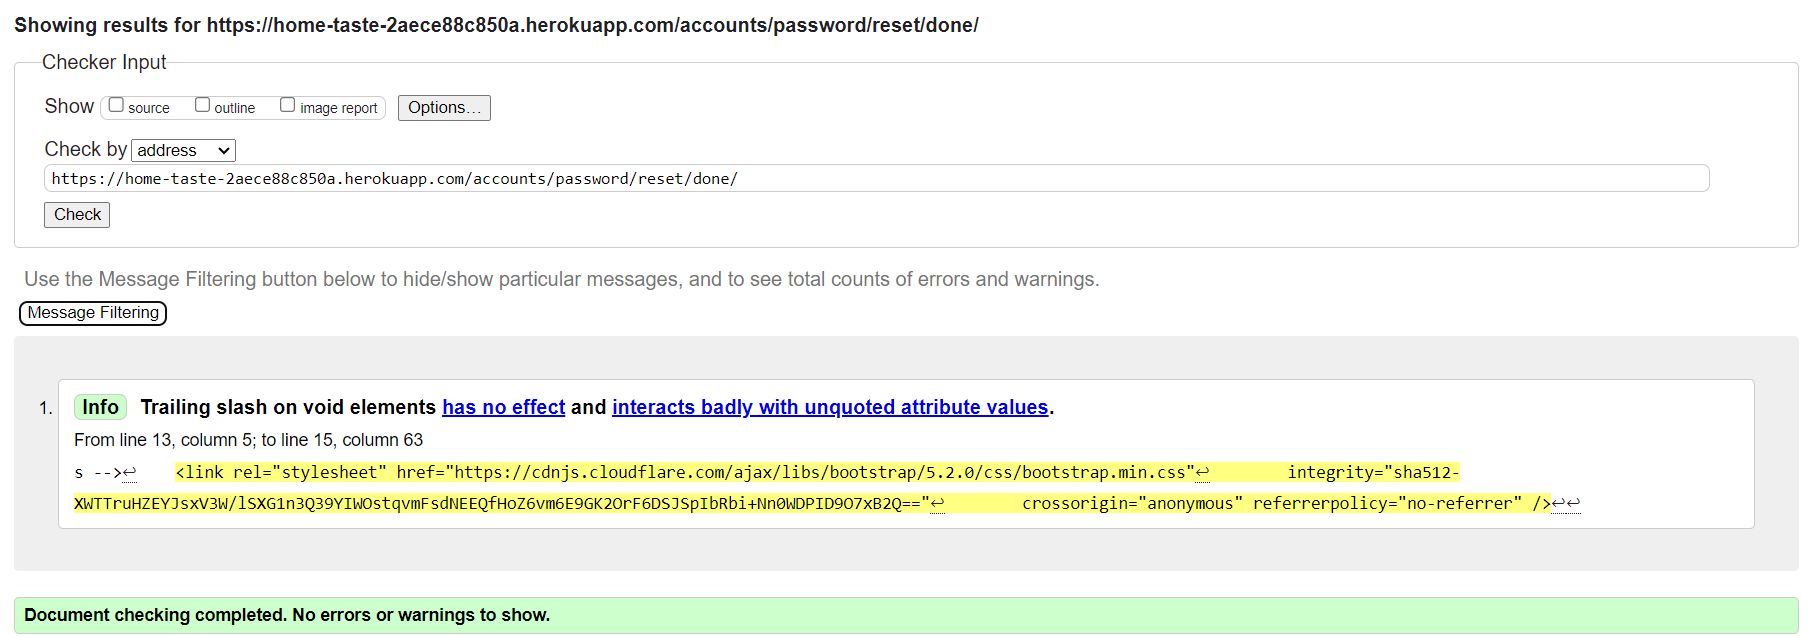 Showing results for https://home-taste-2aece88c850a.herokuapp.com/accounts/password/reset/done/
Checker Input
Show source outline image report Options...
Check by address
https://home-taste-2aece88c850a.herokuapp.com/accounts/password/reset/done/
Check
Use the Message Filtering button below to hide/show particular messages, and to see total counts of errors and warnings.
Message Filtering
1. Info Trailing slash on void elements has no effect and interacts badly with unquoted attribute values.
From line 13, column 5; to line 15, column 63
s -->↩ <link rel="stylesheet" href="https://cdnjs.cloudflare.com/ajax/libs/bootstrap/5.2.0/css/bootstrap.min.css"↩ integrity="sha512-
XWTTruHZEYJsxV3W/lSXG1n3Q39YIWOstqvmFsdNEEQfHoZ6vm6E9GK2OrF6DSJSpIbRbi+Nn0WDPID9O7xB2Q=="↩ crossorigin="anonymous" referrerpolicy="no-referrer" />↩↩
Document checking completed. No errors or warnings to show.